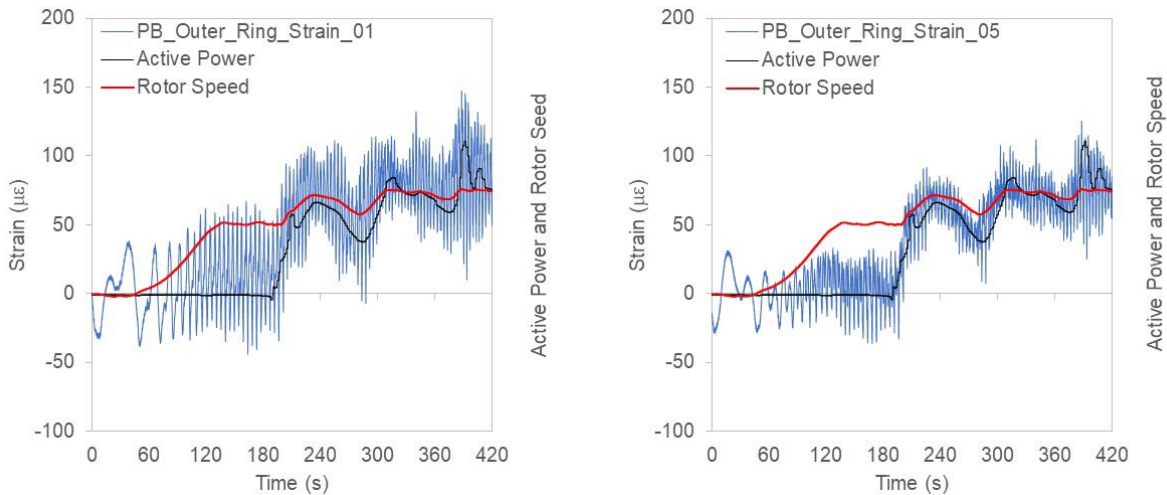 200
150
100
50
0
-50
-100
Strain (με)
PB_Outer_Ring_Strain_01
Active Power
Rotor Speed
0 60 120 180 240 300 360 420
Time (s)
Active Power and Rotor Seed
200
150
100
50
0
-50
-100
Strain (με)
PB_Outer_Ring_Strain_05
Active Power
Rotor Speed
0 60 120 180 240 300 360 420
Time (s)
Active Power and Rotor Speed